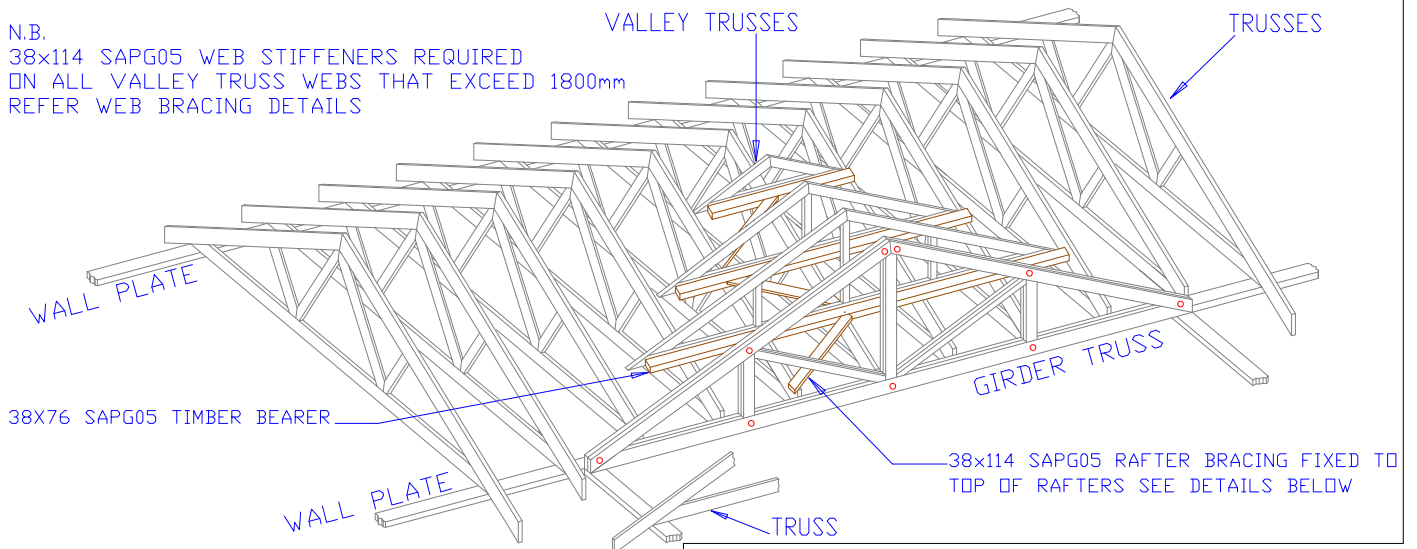 N.B.
38x114 SAPG05 WEB STIFFENERS REQUIRED
ON ALL VALLEY TRUSS WEBS THAT EXCEED 1800mm
REFER WEB BRACING DETAILS
VALLEY TRUSSES
TRUSSES
WALL PLATE
GIRDER TRUSS
38X76 SAPG05 TIMBER BEARER
38x114 SAPG05 RAFTER BRACING FIXED TO
TOP OF RAFTERS SEE DETAILS BELOW
WALL PLATE
TRUSS